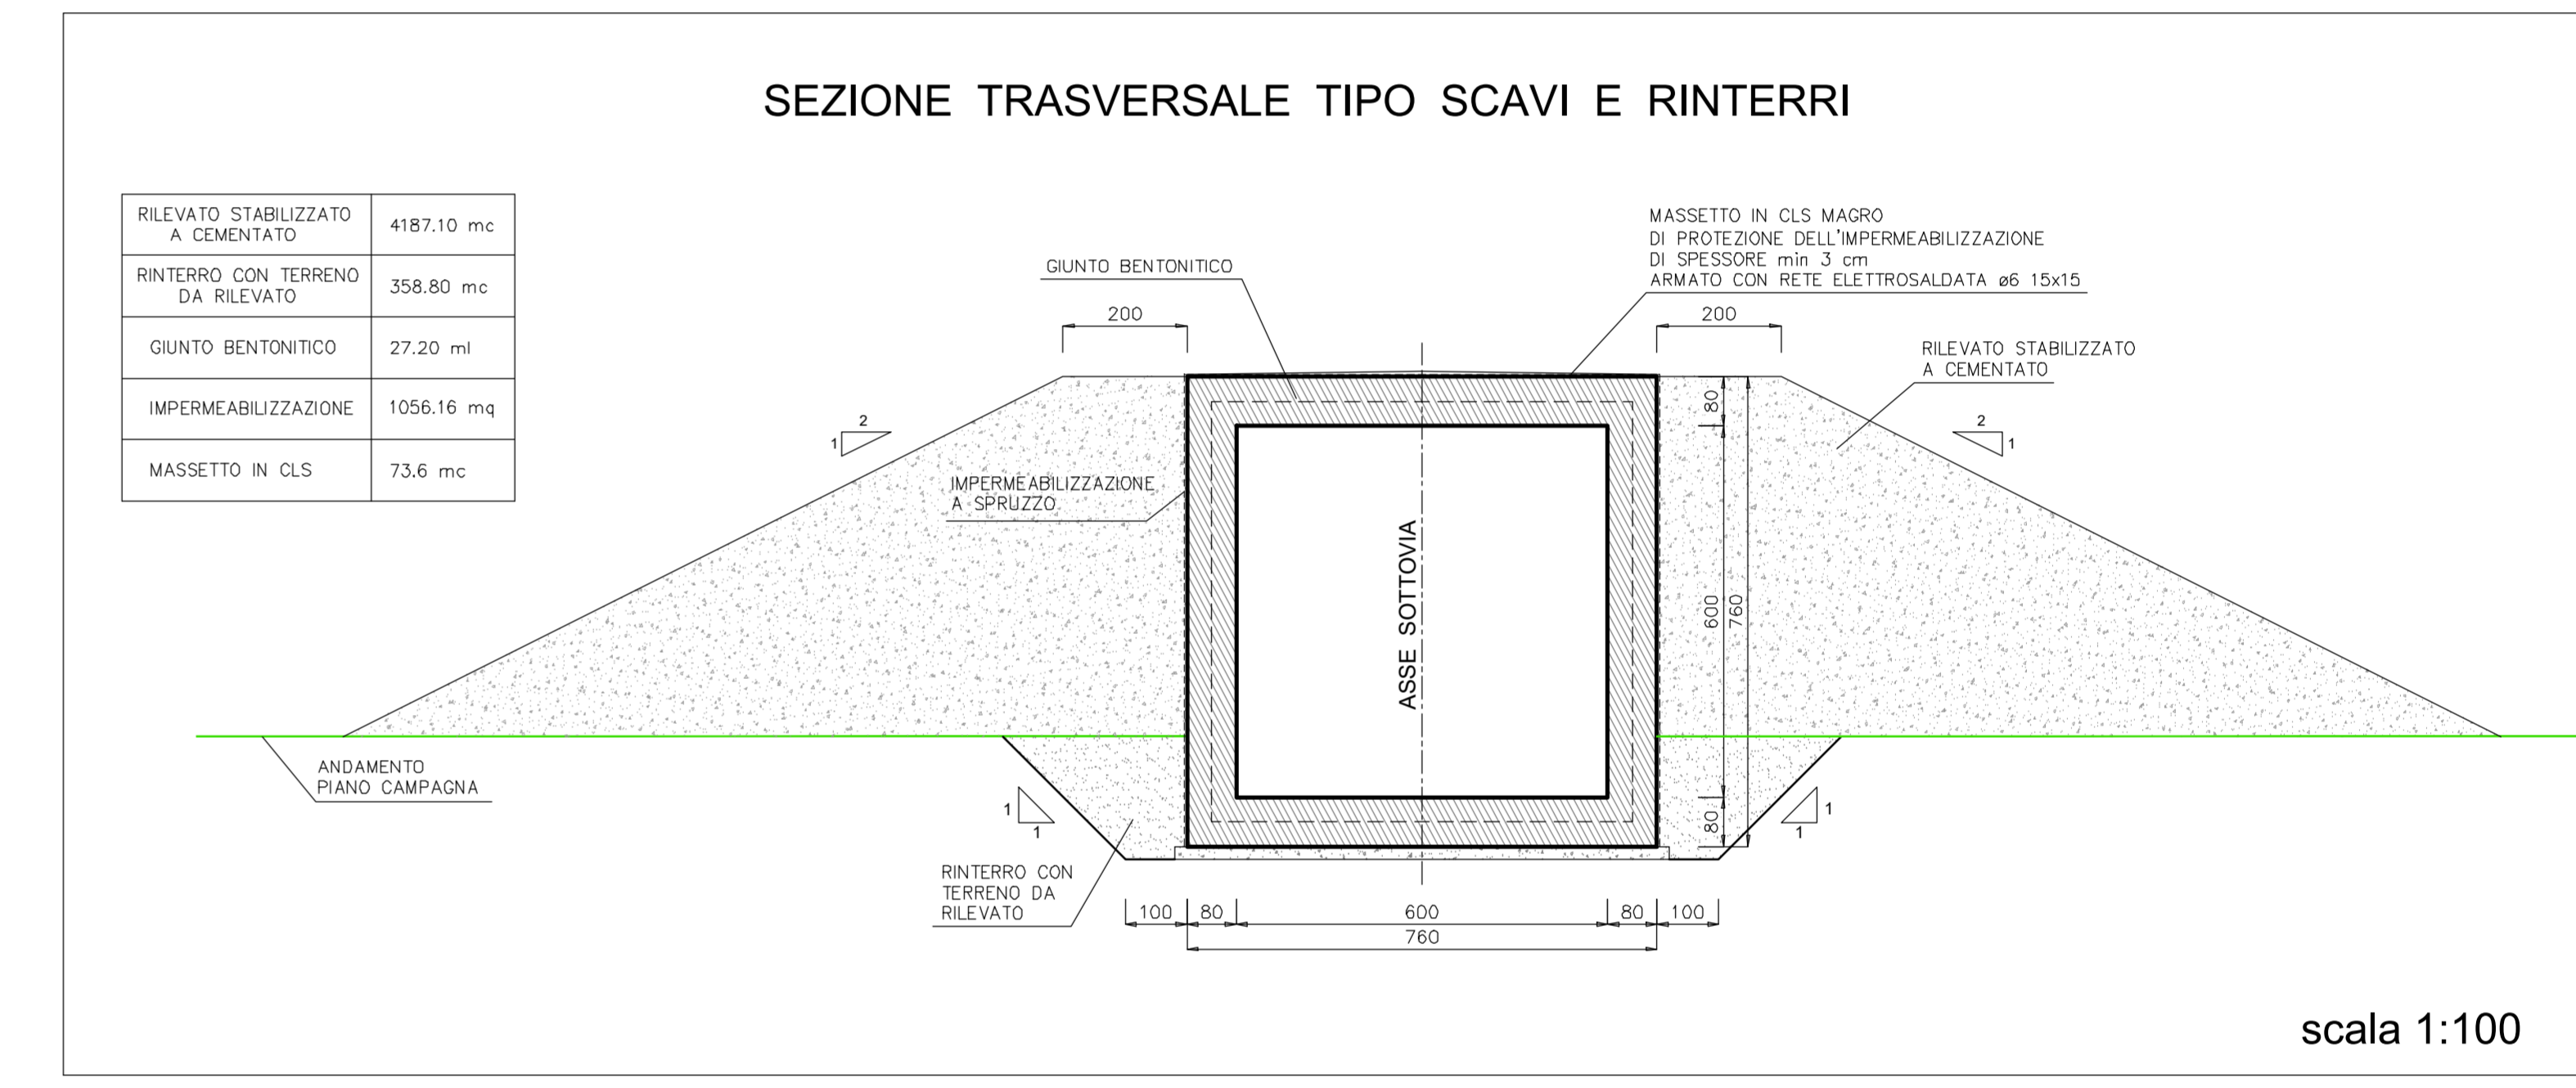 SEZIONE TRASVERSALE TIPO SCAVI E RINTERRI
RILEVATO STABILIZZATO
A CEMENTATO
4187.10 mc
RINTERRO CON TERRENO
DA RILEVATO
358.80 mc
GIUNTO BENTONITICO
27.20 ml
IMPERMEABILIZZAZIONE
1056.16 mq
MASSETTO IN CLS
73.6 mc
GIUNTO BENTONITICO
MASSETTO IN CLS MAGRO
DI PROTEZIONE DELL'IMPERMEABILIZZAZIONE
DI SPESSORE min 3 cm
ARMATO CON RETE ELETTROSALDATA ø6 15x15
200
200
RILEVATO STABILIZZATO
A CEMENTATO
2
1
80
2
1
IMPERMEABILIZZAZIONE
A SPRUZZO
ASSE SOTTOVIA
600
760
ANDAMENTO
PIANO CAMPAGNA
1
1
80
1
1
RINTERRO CON
TERRENO DA
RILEVATO
100
80
600
80
100
760
scala 1:100